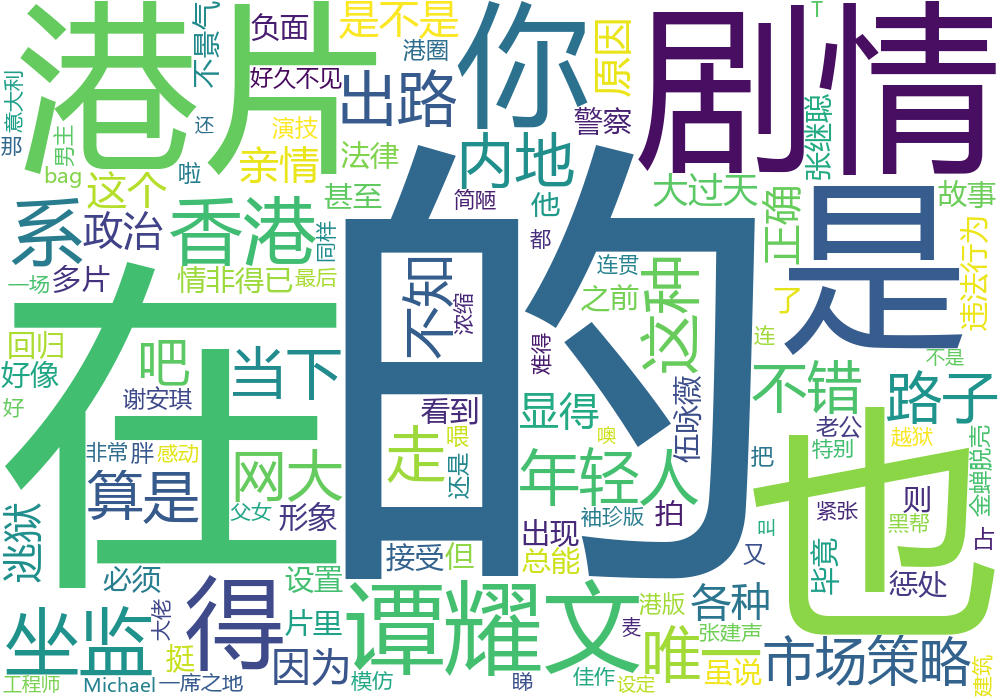 港片
你
剧情
的
在
是
也
负面
不景气
是不是
港圈
好久不见
出路
原因
警察
T
张继聪
意大利
那
男主
bag
还
啦
演技
亲情
法律
内地
大过天
故事
这个
甚至
简陋
他
正确
系
政治
香港
同样
都
违法行为
多片
情非得已
最后
一场
不知
浓缩
连贯
之前
这种
了
连
难得
不是
回归
好像
吧
当下
不错
路子
好
谢安琪
看到
显得
伍咏薇
老公
越狱
非常
胖
感动
走
喂
还是
噢
年轻人
把
特别
金蝉脱壳
算是
网大
父女
形象
袖珍版
拍
叫
紧张
黑帮
则
占
逃狱
出现
接受
但
总能
又
毕竟
惩处
必须
设置
坐监
大佬
得
片里
谭耀文
港版
各种
麦
张建声
唯一
虽说
市场策略
挺
因为
工程师
Michael
一席之地
模仿
睇
佳作
设定
建筑